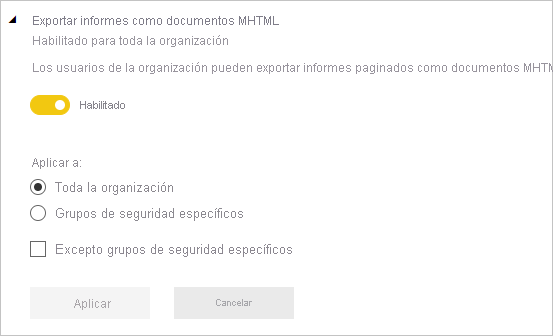 Exportar informes como documentos MHTML
Habilitado para toda la organización
Los usuarios de la organización pueden exportar informes paginados como documentos MHTM
Habilitado
Aplicar a:
Toda la organización
Grupos de seguridad específicos
Excepto grupos de seguridad específicos
Aplicar
Cancelar